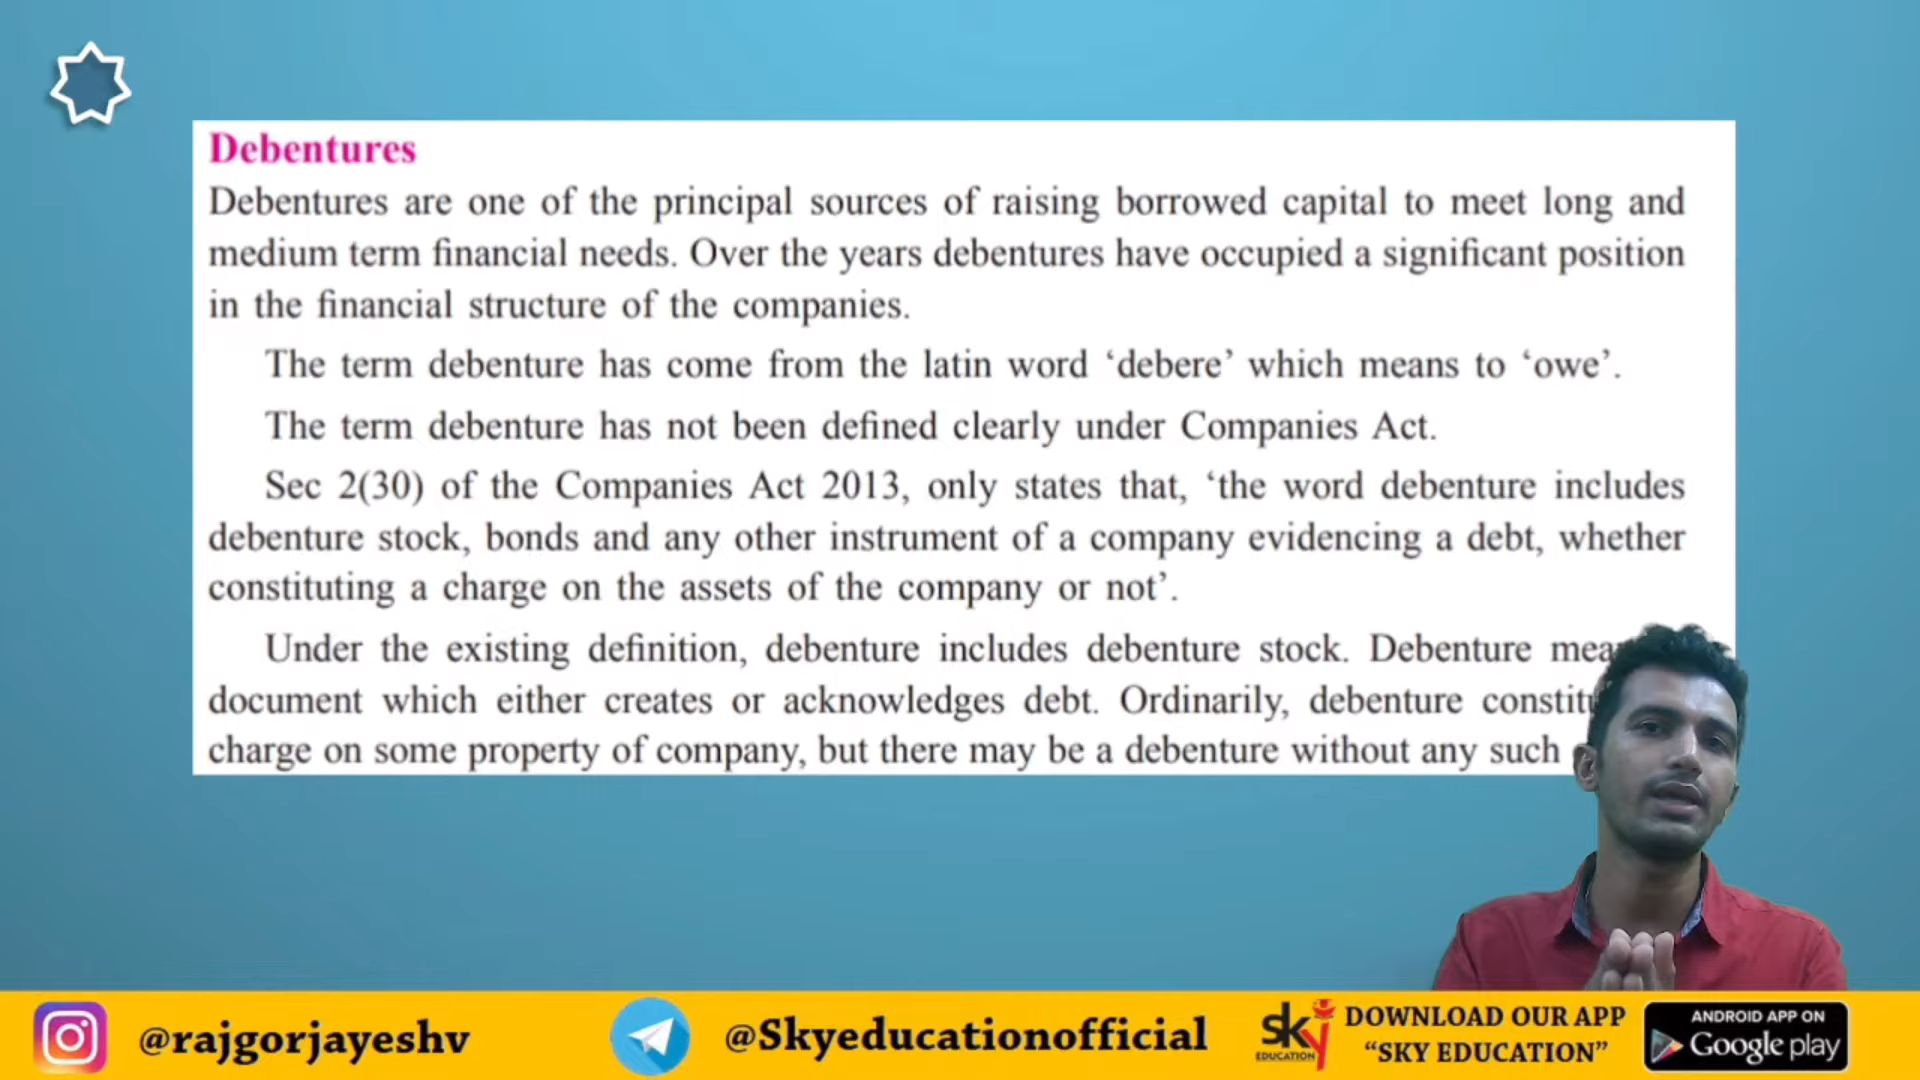 Debentures
Debentures are one of the principal sources of raising borrowed capital to meet long and
medium term financial needs. Over the years debentures have occupied a significant position
in the financial structure of the companies.
The term debenture has come from the latin word ‘debere’ which means to ‘owe’.
The term debenture has not been defined clearly under Companies Act.
Sec 2(30) of the Companies Act 2013, only states that, ‘the word debenture includes
debenture stock, bonds and any other instrument of a company evidencing a debt, whether
constituting a charge on the assets of the company or not’.
Under the existing definition, debenture includes debenture stock. Debenture
document which either creates or acknowledges debt. Ordinarily, debenture
charge on some property of company, but there may be a debenture without any such
@rajgorjayeshv
@Skyeducationofficial
sky
EDUCATION
DOWNLOAD OUR APP
“SKY EDUCATION”
ANDROID APP ON
Google play